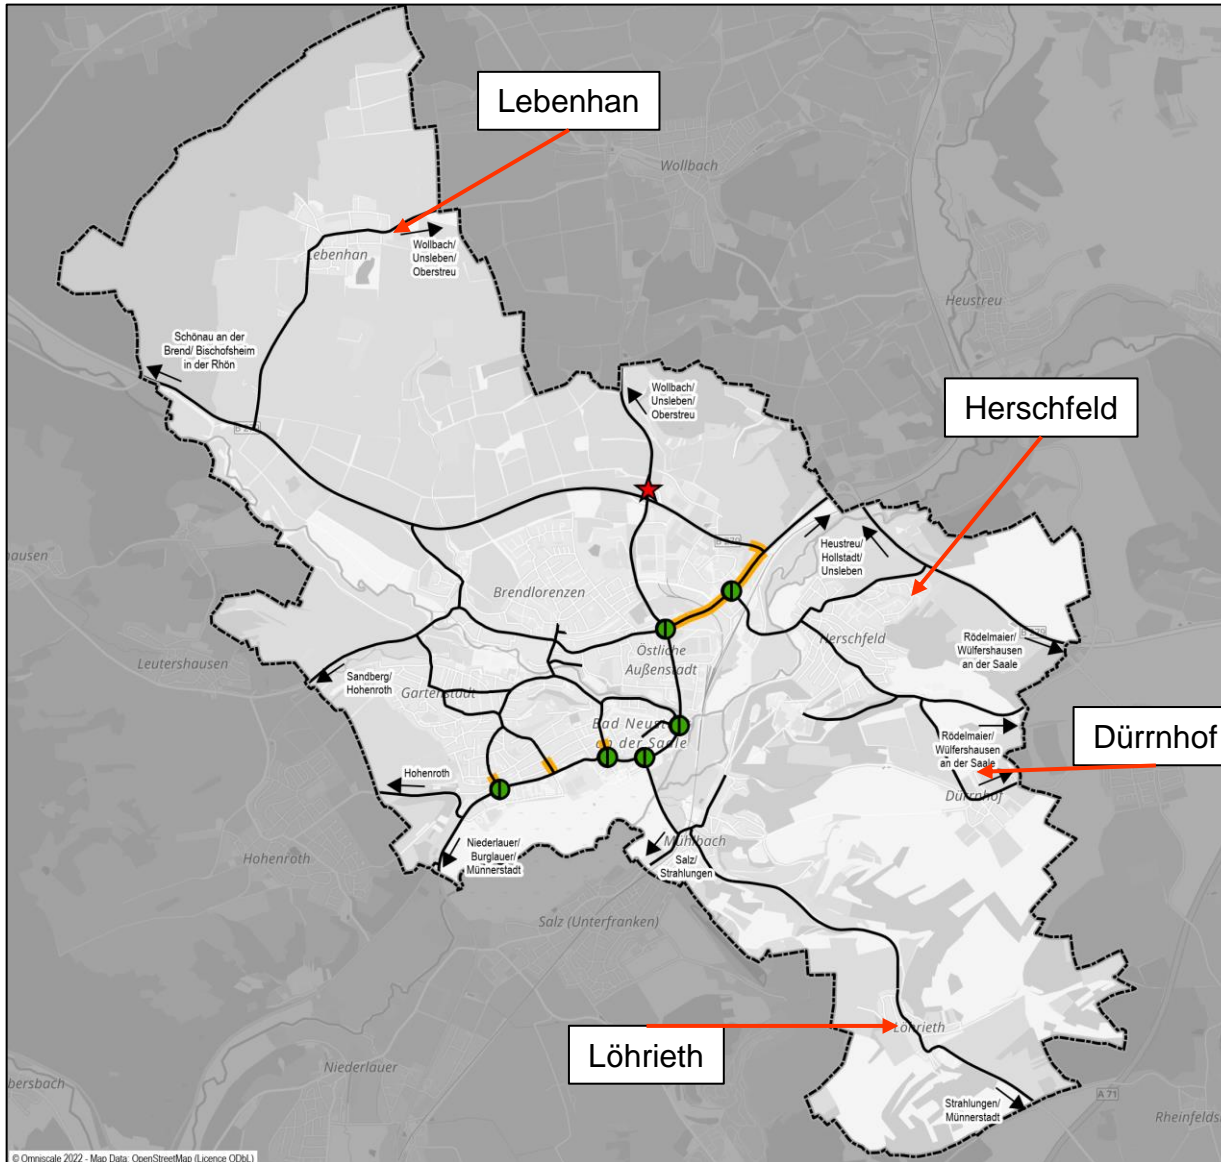 Lebenhan
Wollbach
Lebenhan
Wollbach/
Unsleben/
Oberstreu
Heustreu
Schönau an der
Brend/ Bischofsheim
in der Rhön
Wollbach/
Unsleben/
Oberstreu
Herschfeld
Heustreu/
Hollstadt/
Unsleben
hausen
Brendlorenzen
Herschfeld
Östliche
Außenstadt
Rödelmaier/
Wülfershausen
an der Saale
Leutershausen
Sandberg/
Hohenroth
Gartenstadt
Bad Neustadt
an der Saale
Rödelmaier/
Wülfershausen
an der Saale
Dürrnhof
Hohenroth
Dürrnhof
Niederlauer/
Burglauer/
Münnerstadt
Mühlbach
Salz/
Strahlungen
Hohenroth
Salz (Unterfranken)
Löhrieth
Löhrieth
Niederlauer
bersbach
Strahlungen/
Münnerstadt
A 71
Rheinfelds
© Omniscale 2022 - Map Data: OpenStreetMap (Licence ODbL)